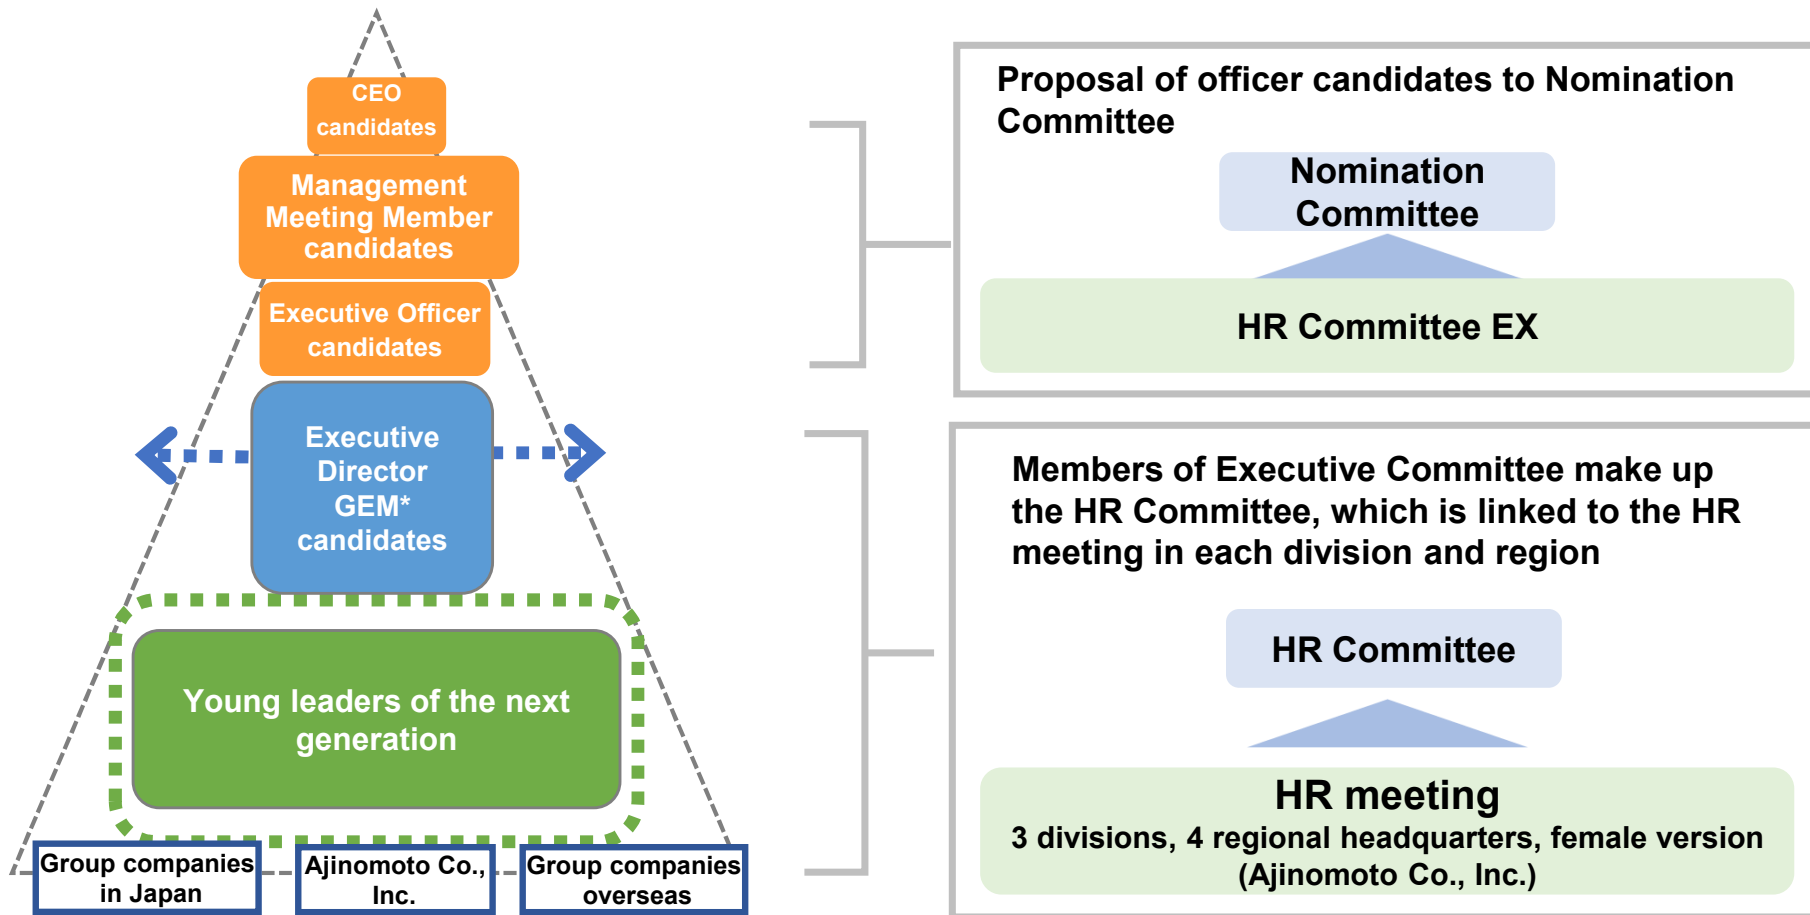 CEO
candidates
Management
Meeting Member
candidates
Executive Officer
candidates
Executive
Director
GEM*
candidates
Young leaders of the next
generation
Group companies
in Japan
Ajinomoto Co.,
Inc.
Group companies
overseas
Proposal of officer candidates to Nomination
Committee
Nomination
Committee
HR Committee EX
Members of Executive Committee make up
the HR Committee, which is linked to the HR
meeting in each division and region
HR Committee
HR meeting
3 divisions, 4 regional headquarters, female version
(Ajinomoto Co., Inc.)